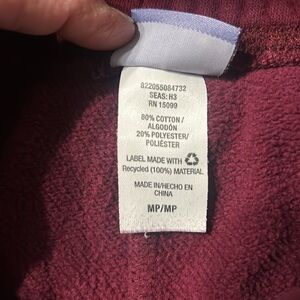 822055084732
SEAS: H3
RN 15099
80% COTTON /
ALGODÓN
20% POLYESTER/
POLIÉSTER
LABEL MADE WITH
Recycled (100%) MATERIAL
MADE IN/HECHO EN
CHINA
MP/MP